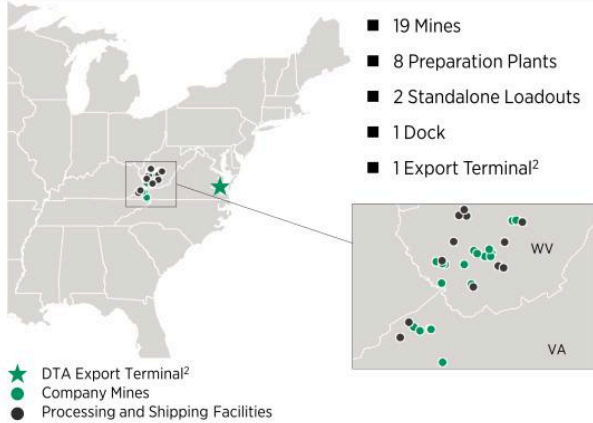 19 Mines
8 Preparation Plants
2 Standalone Loadouts
1 Dock
1 Export Terminal²
WV
VA
DTA Export Terminal²
Company Mines
Processing and Shipping Facilities